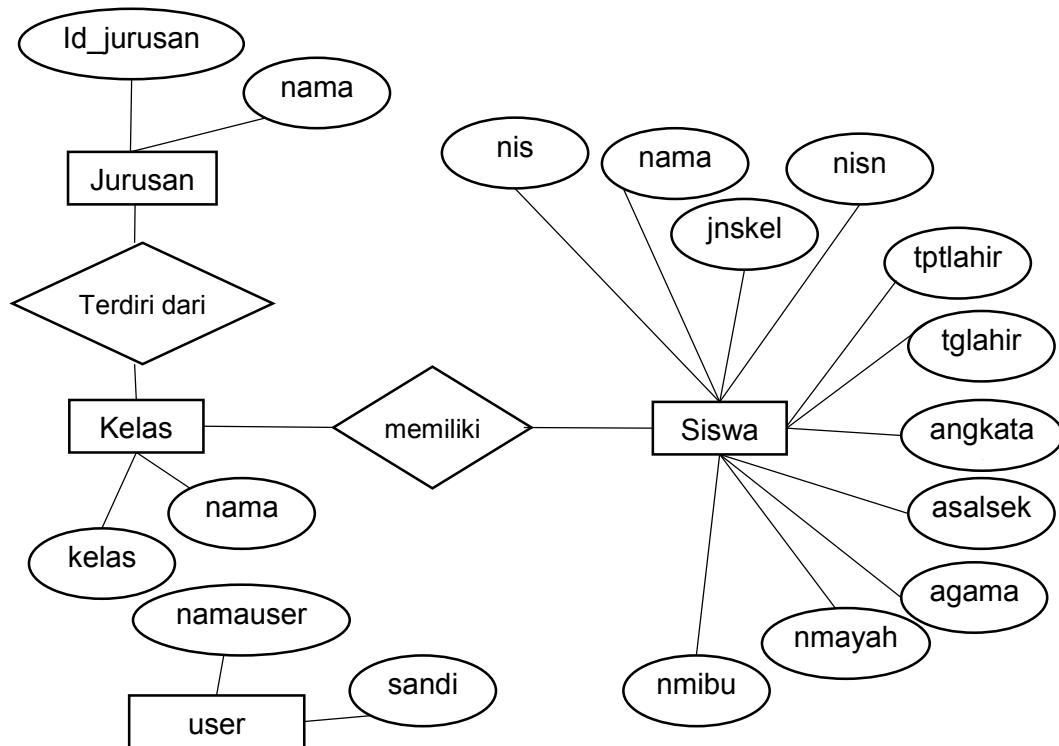 Id_jurusan
nama
Jurusan
Terdiri dari
Kelas
nama
kelas
memiliki
nis
nama
nisn
jnskel
tptlahir
tglahir
Siswa
angkata
asalsek
agama
nmayah
nmibu
namauser
sandi
user